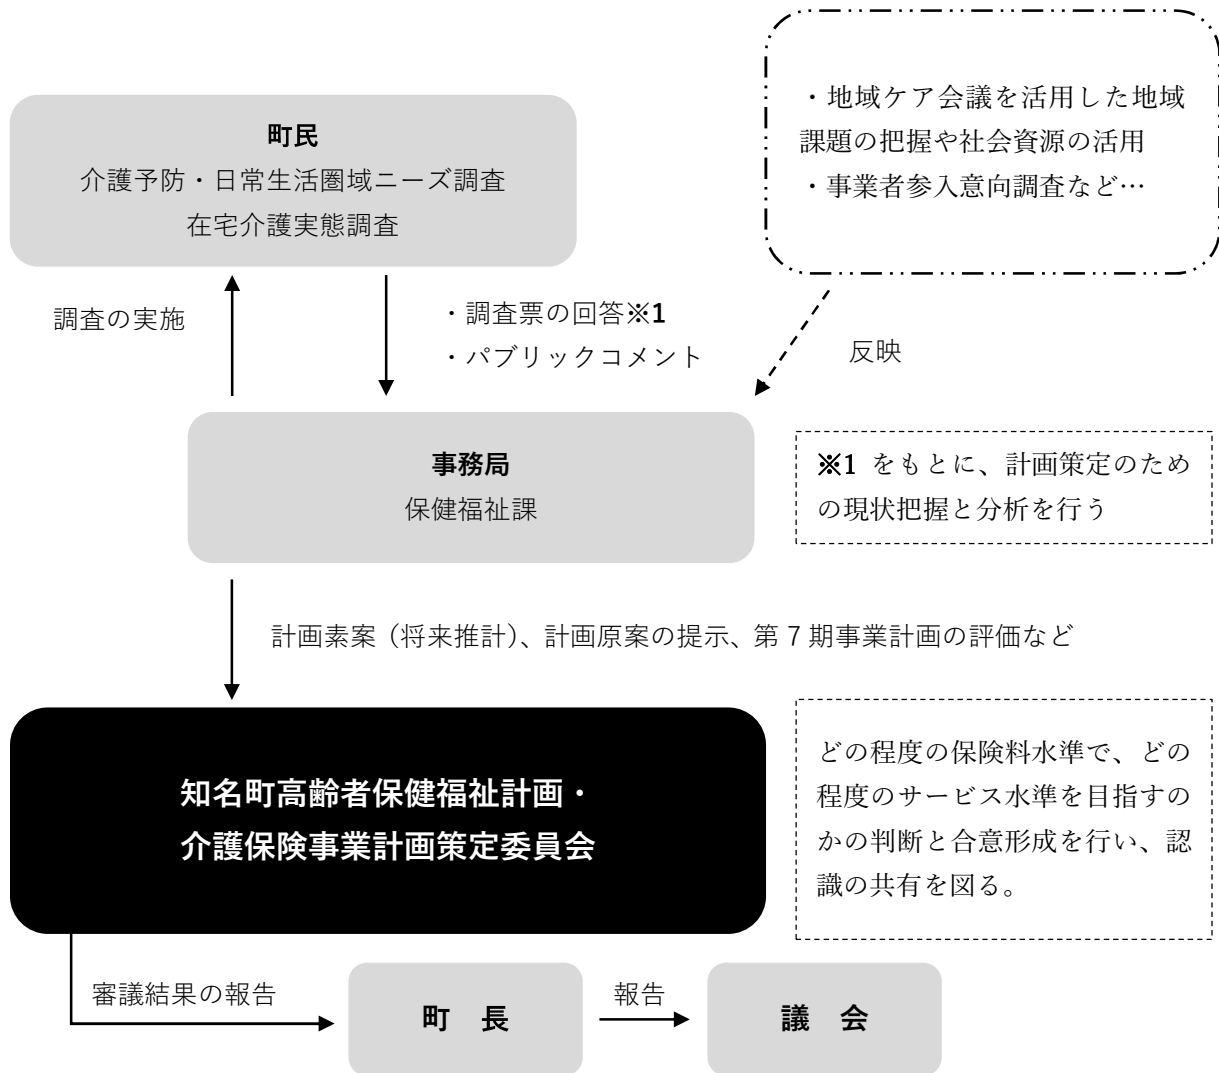 町民
介護予防・日常生活圏域ニーズ調査
在宅介護実態調査
・地域ケア会議を活用した地域
課題の把握や社会資源の活用
・事業者参入意向調査など…
調査の実施
・調査票の回答※1
・パブリックコメント
反映
事務局
保健福祉課
※1 をもとに、計画策定のため
の現状把握と分析を行う
計画素案（将来推計）、計画原案の提示、第 7 期事業計画の評価など
知名町高齢者保健福祉計画・
介護保険事業計画策定委員会
どの程度の保険料水準で、どの
程度のサービス水準を目指すの
かの判断と合意形成を行い、認
識の共有を図る。
審議結果の報告
町　長
報告
議　会